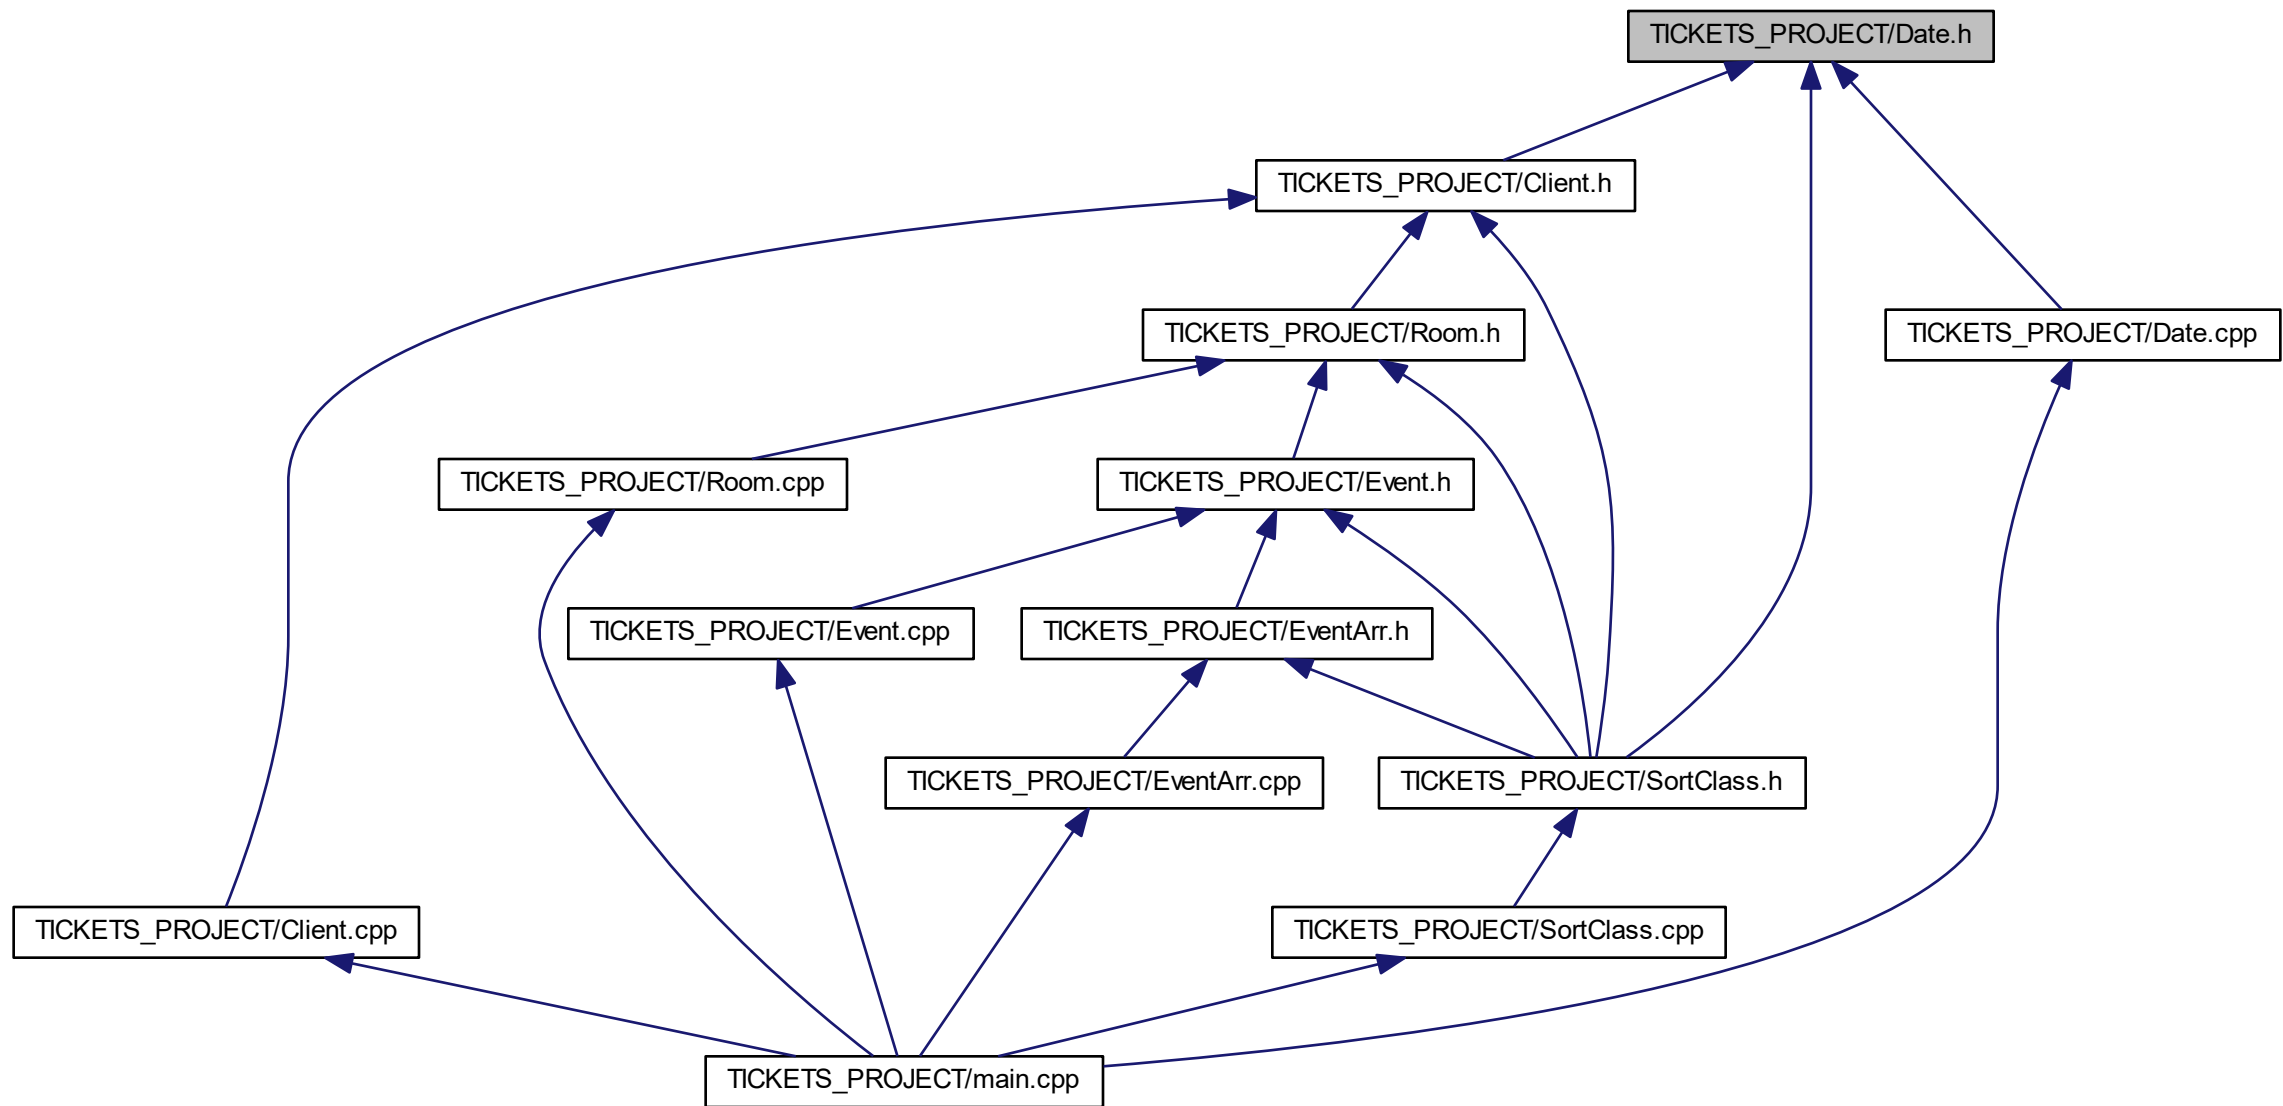 TICKETS_PROJECT/Date.h
TICKETS_PROJECT/Client.h
TICKETS_PROJECT/Room.h
TICKETS_PROJECT/Date.cpp
TICKETS_PROJECT/Room.cpp
TICKETS_PROJECT/Event.h
TICKETS_PROJECT/Event.cpp
TICKETS_PROJECT/EventArr.h
TICKETS_PROJECT/EventArr.cpp
TICKETS_PROJECT/SortClass.h
TICKETS_PROJECT/Client.cpp
TICKETS_PROJECT/SortClass.cpp
TICKETS_PROJECT/main.cpp